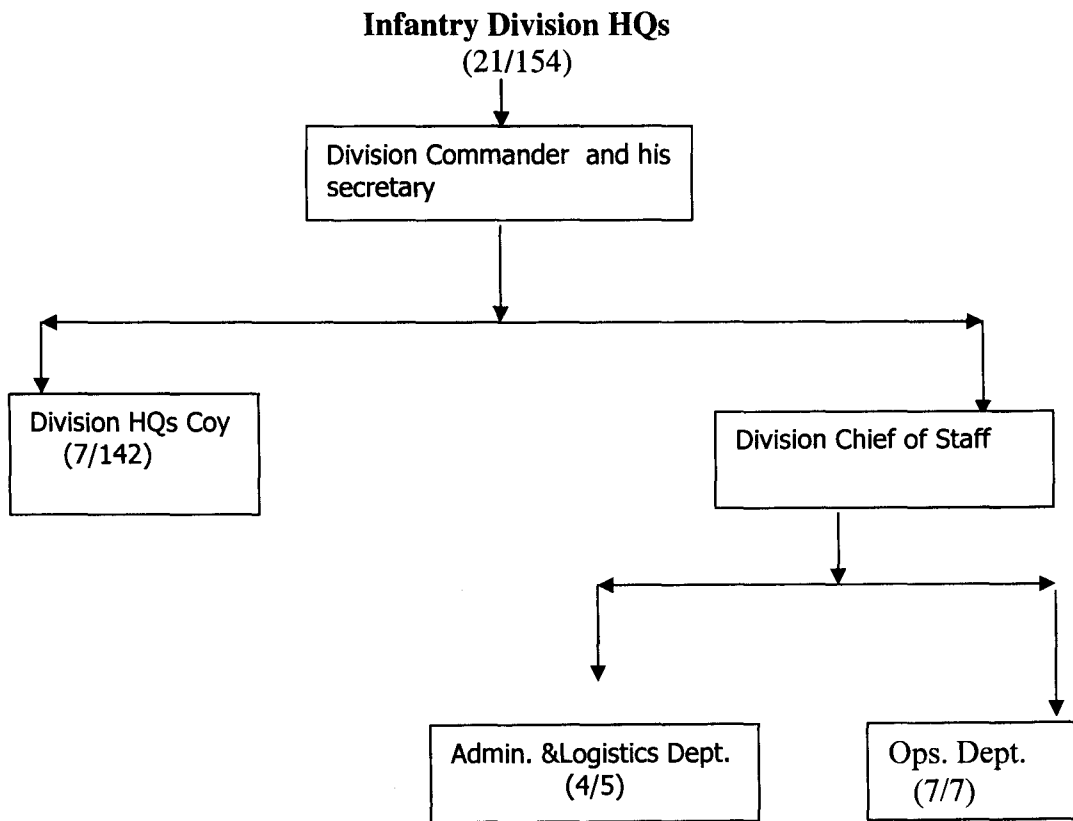 Infantry Division HQs
(21/154)
Division Commander and his
secretary
Division HQs Coy
(7/142)
Division Chief of Staff
Admin. &Logistics Dept.
(4/5)
Ops. Dept.
(7/7)